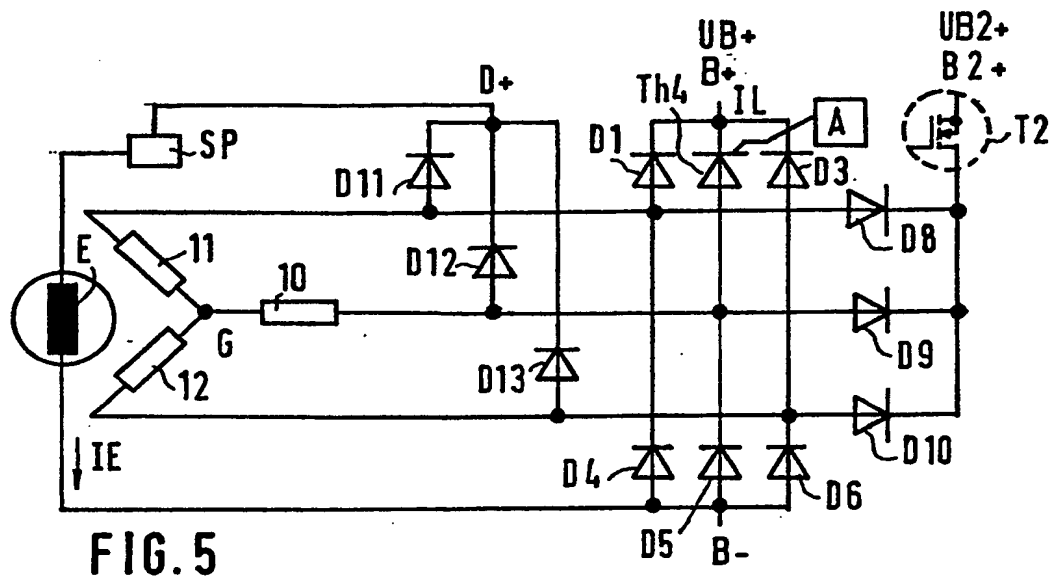 UB+
UB2+
D+
B+
B2+
Th4
IL
A
SP
D1
D3
T2
D11
E
11
D8
D12
10
G
D9
12
D13
IE
D10
D4
D6
D5
B-
FIG. 5